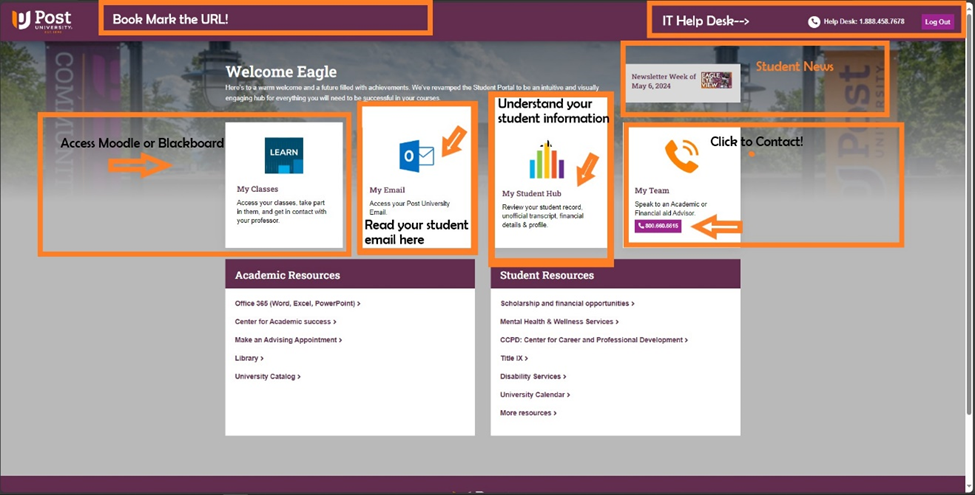 Post
UNIVERSITY
Book Mark the URL!
IT Help Desk-->
Help Desk: 1.888.458.7678
Log Out
Welcome Eagle
Here's to a warm welcome and a future filled with achievements. We've revamped the Student Portal to be an intuitive and visually
engaging hub for everything you will need to be successful in your courses.
Newsletter Week of
May 6, 2024
EAGLE
EYE
VIEW
Student News
COMMUNIT
Post
UNIVERSITY
Access Moodle or Blackboard
LEARN
My Classes
Access your classes, take part
in them, and get in contact with
your professor.
My Email
Access your Post University
Email.
Read your student
email here
Understand your
student information
My Student Hub
Review your student record,
unofficial transcript, financial
details & profile.
Click to Contact!
My Team
Speak to an Academic or
Financial aid Advisor.
800.660.6615
Academic Resources
Office 365 (Word, Excel, PowerPoint) >
Center for Academic success >
Make an Advising Appointment >
Library >
University Catalog >
Student Resources
Scholarship and financial opportunities >
Mental Health & Wellness Services >
CCPD: Center for Career and Professional Development >
Title IX >
Disability Services >
University Calendar >
More resources >